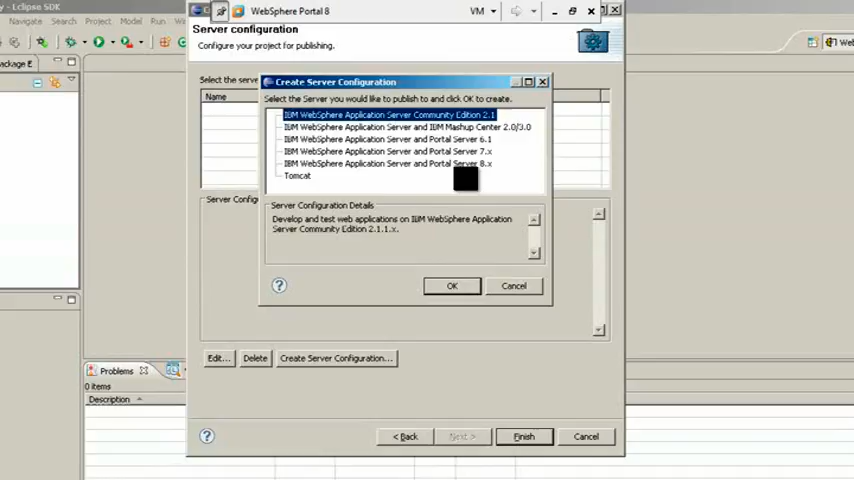 y - Eclipse SDK
WebSphere Portal 8
VM
Navigate Search Project
Server configuration
Configure your project for publishing.
Package E
Web
Select the serve
Name
Create Server Configuration
Select the Server you would like to publish to and click OK to create.
IBM WebSphere Application Server Community Edition 2.1
IBM WebSphere Application Server and IBM Mashup Center 2.0/3.0
IBM WebSphere Application Server and Portal Server 6.1
IBM WebSphere Application Server and Portal Server 7.x
IBM WebSphere Application Server and Portal Server 8.x
Tomcat
Server Config
Server Configuration Details
Develop and test web applications on IBM WebSphere Application
Server Community Edition 2.1.1.x.
OK
Cancel
Edit...
Delete
Create Server Configuration...
Problems
0 items
Description
< Back
Next >
Finish
Cancel